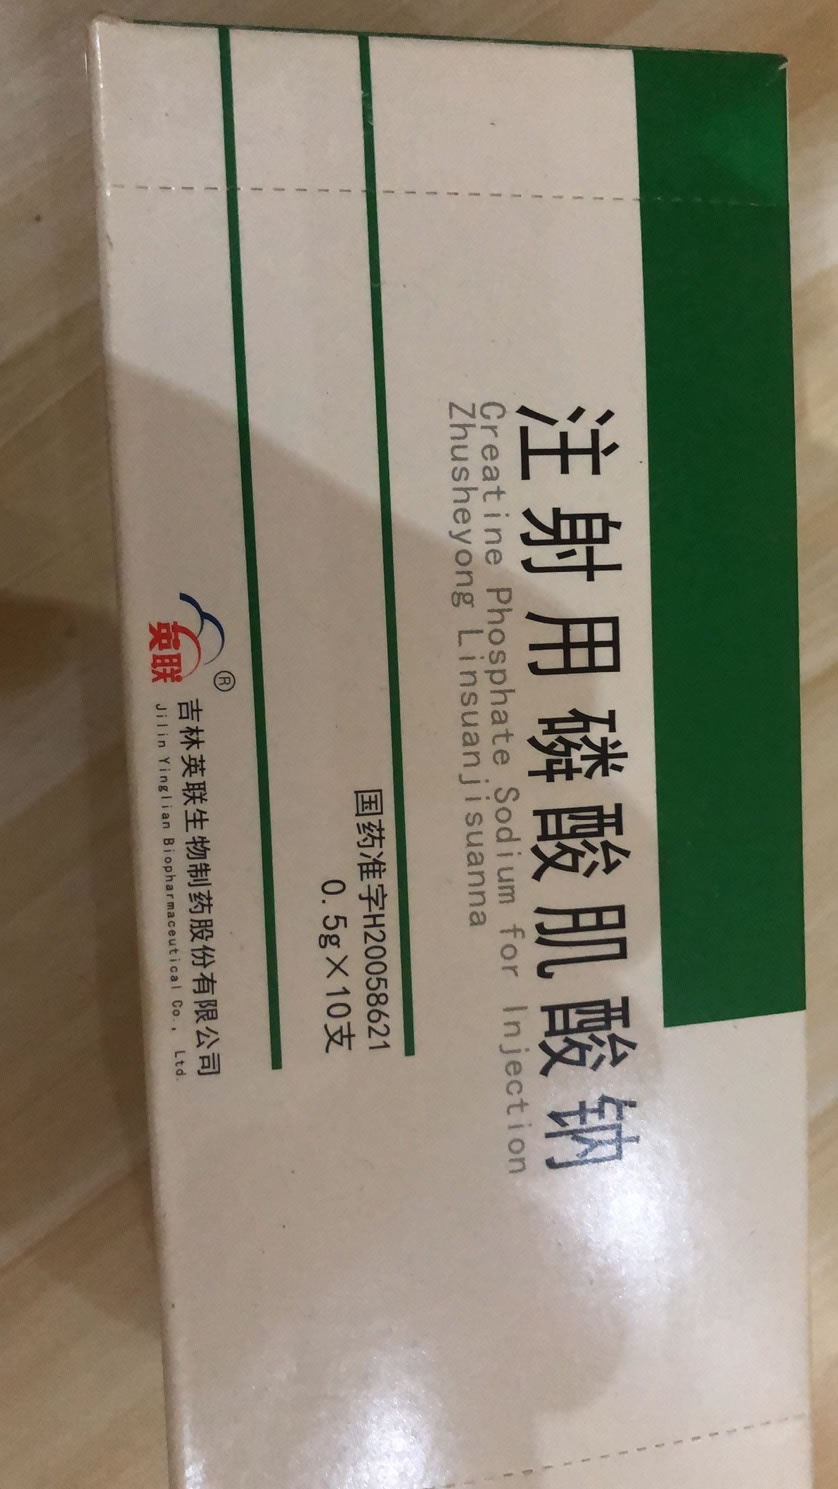 注射用磷酸肌酸钠
Creatine Phosphate Sodium for Injection
Zhusheyong Linsuanjisuanna
国药准字H20058621
0.5g×10支
英联®
吉林英联生物制药股份有限公司
Jilin Yinglian Biopharmaceutical Co., Ltd.